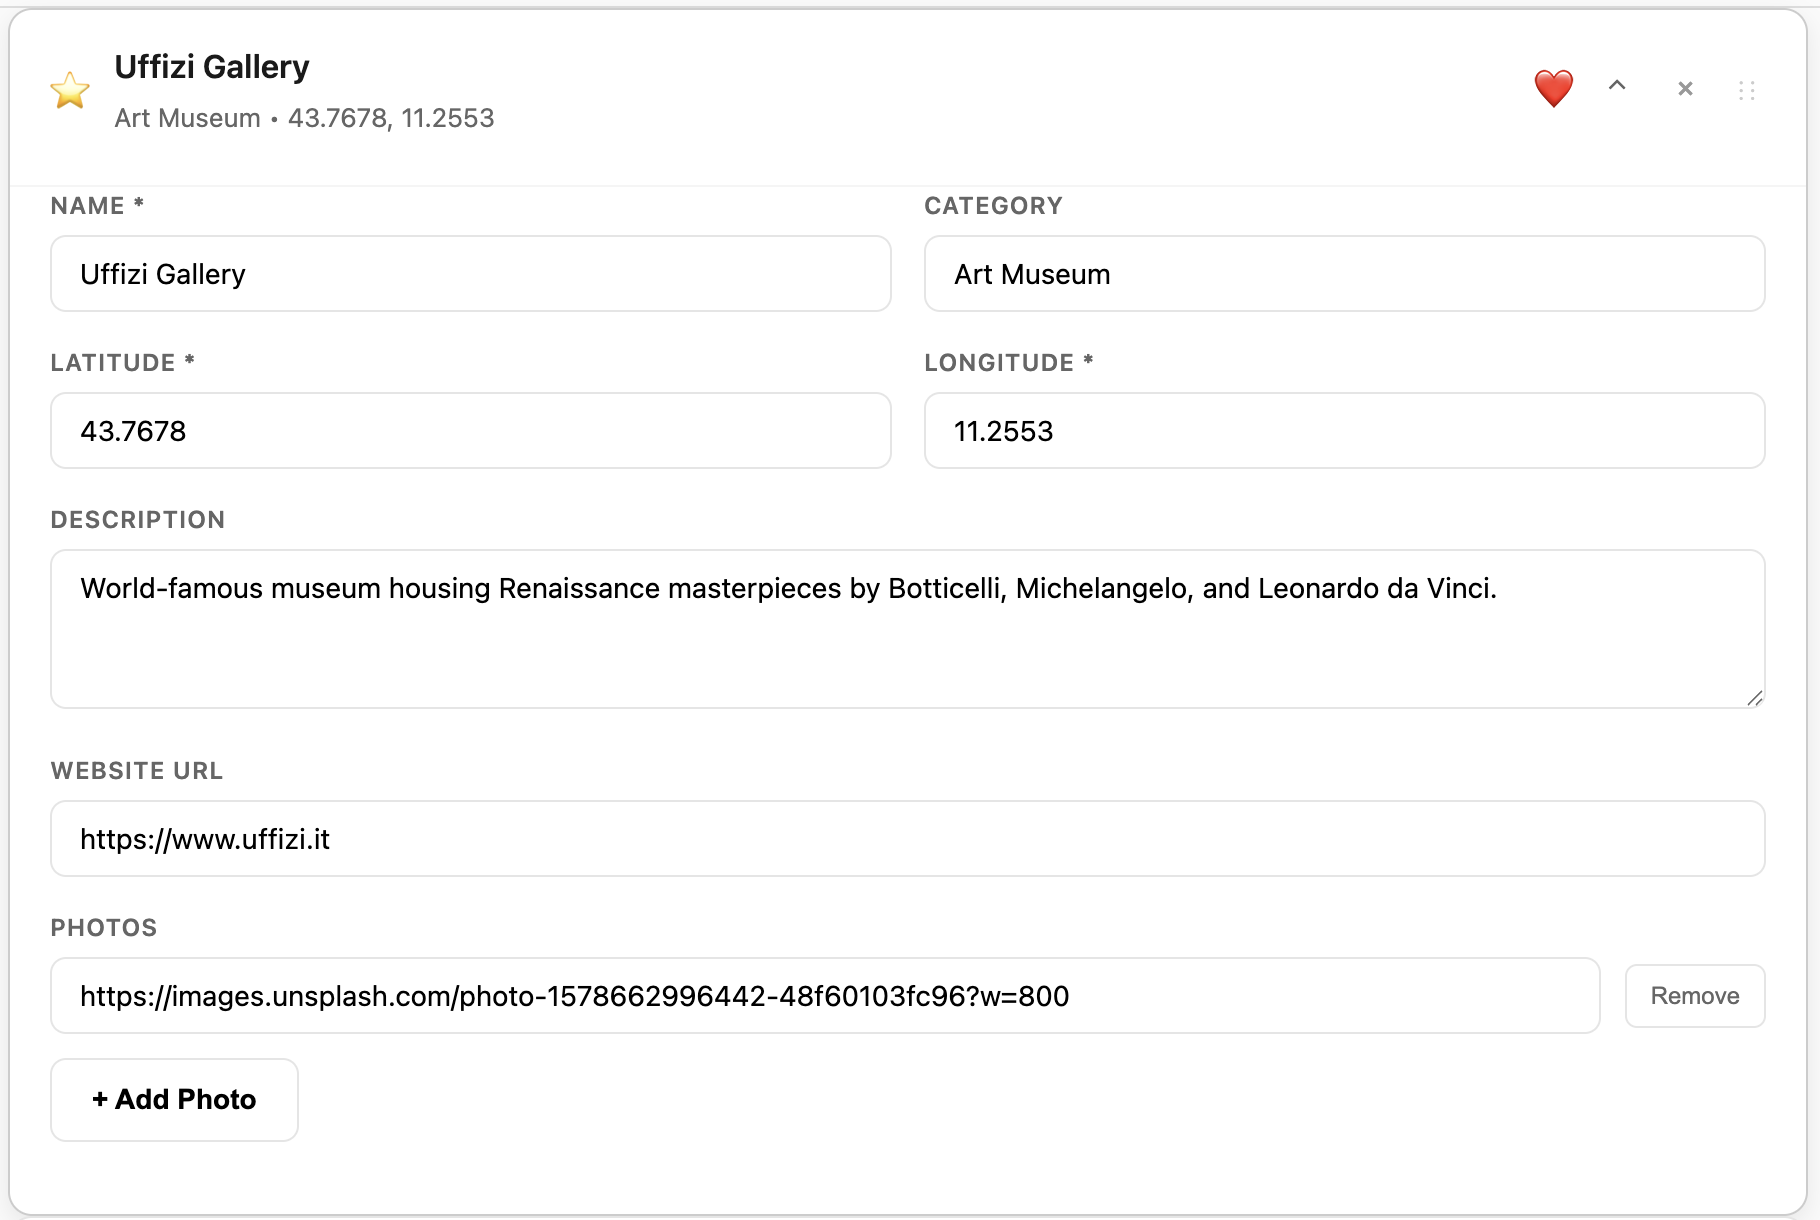 Uffizi Gallery
Art Museum • 43.7678, 11.2553
NAME *
CATEGORY
Uffizi Gallery
Art Museum
LATITUDE *
LONGITUDE *
43.7678
11.2553
DESCRIPTION
World-famous museum housing Renaissance masterpieces by Botticelli, Michelangelo, and Leonardo da Vinci.
WEBSITE URL
https://www.uffizi.it
PHOTOS
https://images.unsplash.com/photo-1578662996442-48f60103fc96?w=800
Remove
+ Add Photo